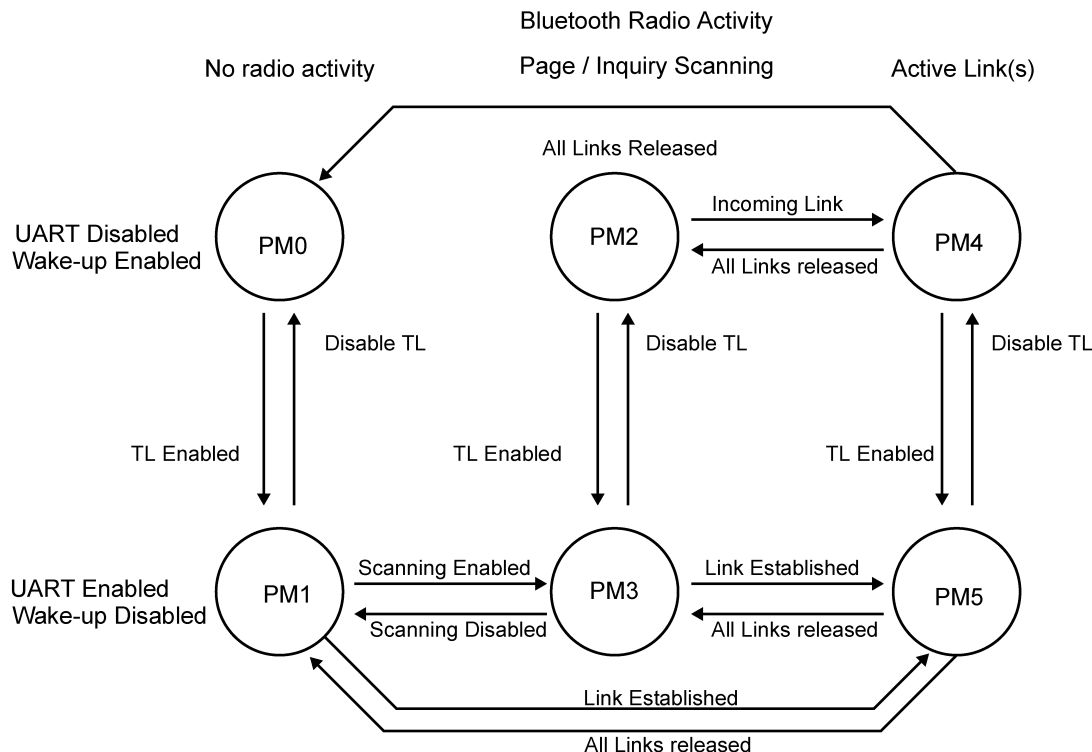 Bluetooth Radio Activity
No radio activity
Page / Inquiry Scanning
Active Link(s)
All Links Released
UART Disabled
Wake-up Enabled
PM0
PM2
Incoming Link
All Links released
PM4
Disable TL
Disable TL
Disable TL
TL Enabled
TL Enabled
TL Enabled
UART Enabled
Wake-up Disabled
PM1
Scanning Enabled
Scanning Disabled
PM3
Link Established
All Links released
PM5
Link Established
All Links released